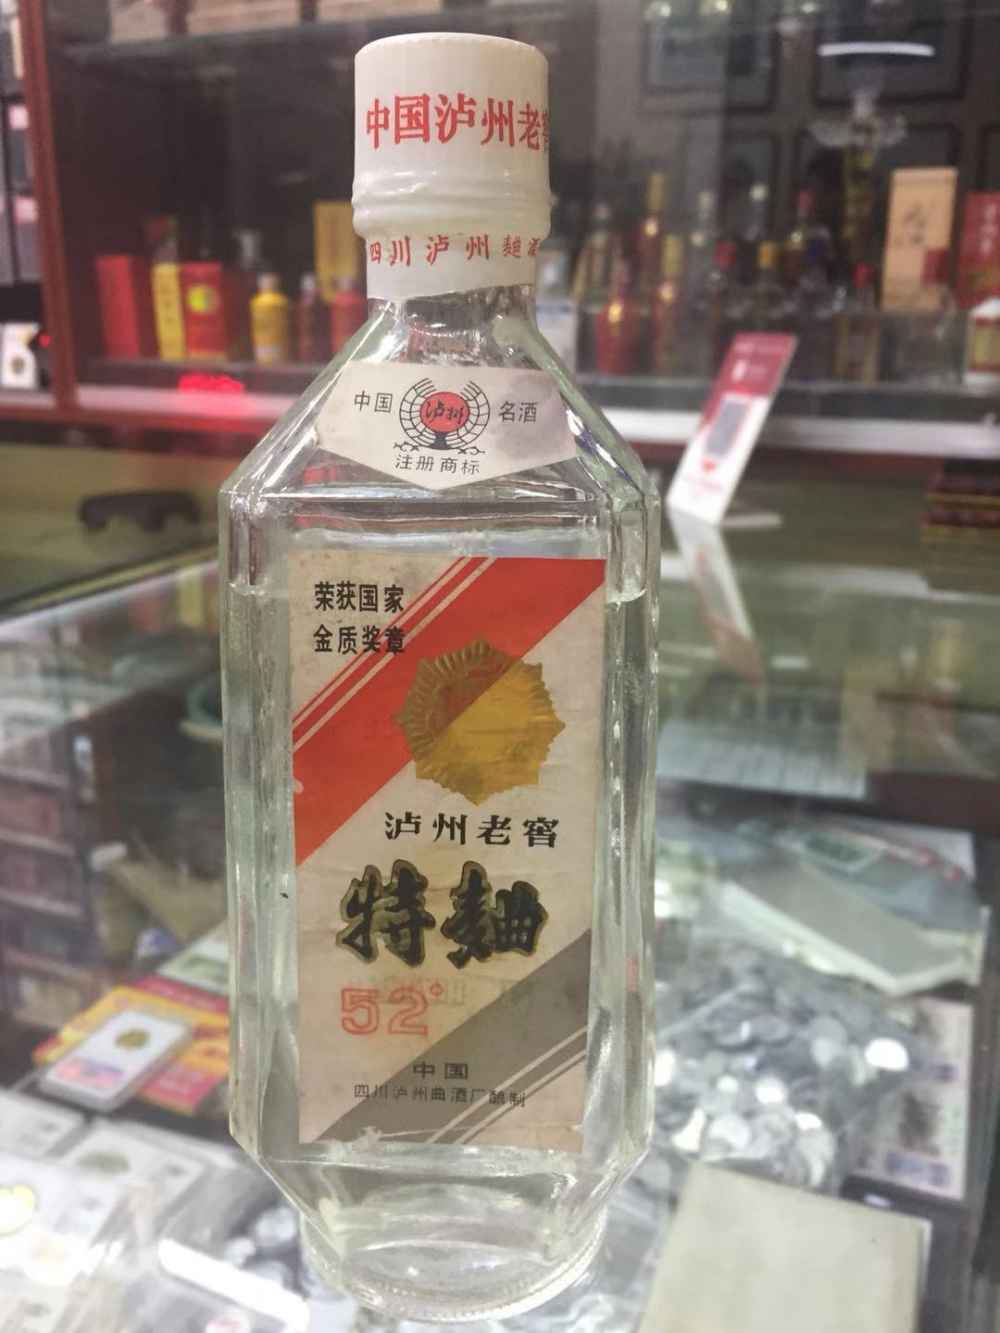 中国泸州老窖
四川泸州麯酒
中国 泸州 名酒
注册商标
荣获国家
金质奖章
泸州老窖
特麯
52°
中国
四川泸州曲酒厂酿制